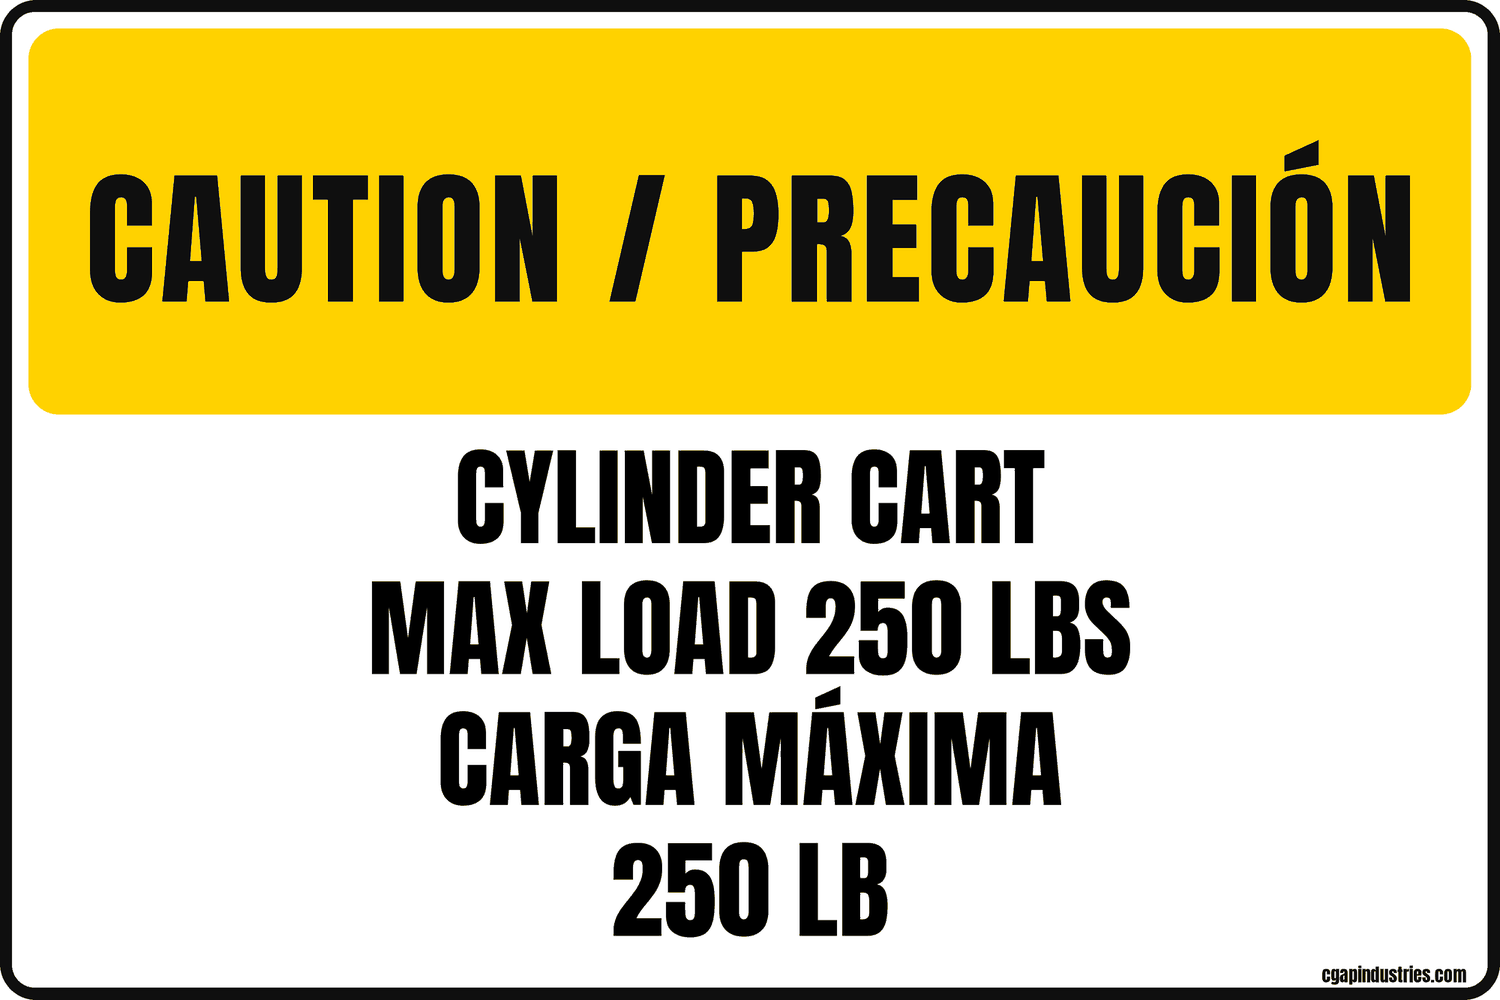 CAUTION / PRECAUCIÓN
CYLINDER CART
MAX LOAD 250 LBS
CARGA MÁXIMA
250 LB
cgapindustries.com